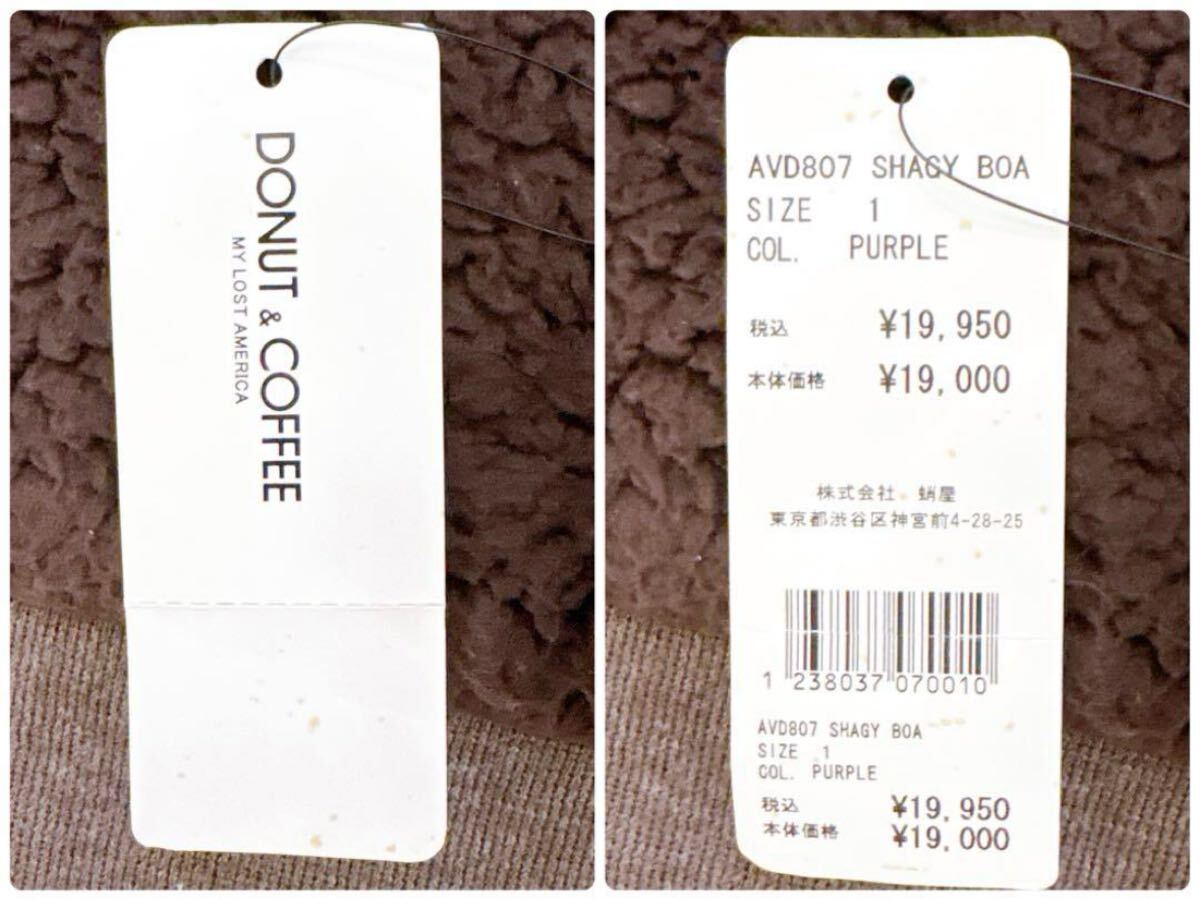 DONUT & COFFEE
MY LOST AMERICA
AVD807 SHAGY BOA
SIZE 1
COL. PURPLE
税込 ¥19,950
本体価格 ¥19,000
株式会社 蛸屋
東京都渋谷区神宮前4-28-25
1 238037 070010
AVD807 SHAGY BOA
SIZE 1
COL. PURPLE
税込 ¥19,950
本体価格 ¥19,000